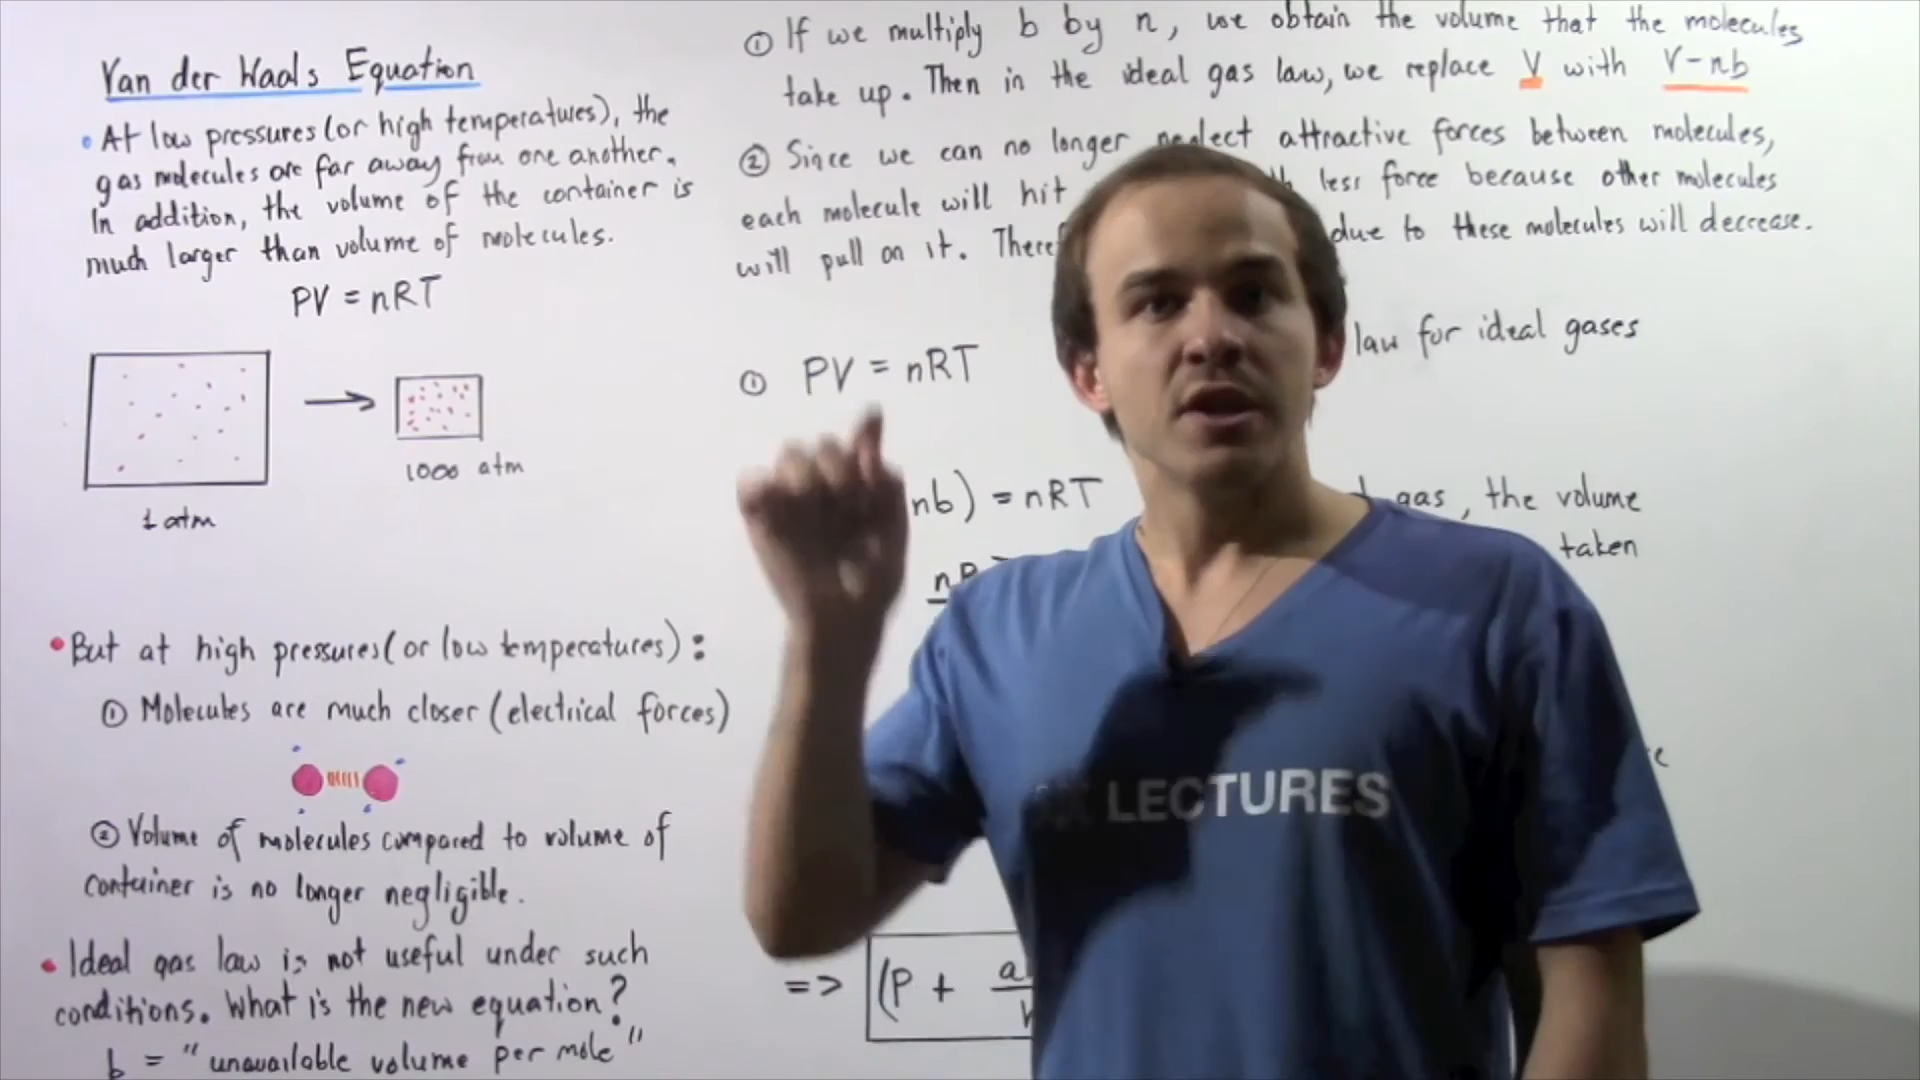 Van der Waals Equation
• At low pressures (or high temperatures), the
gas molecules are far away from one another.
In addition, the volume of the container is
much larger than volume of molecules.
PV = nRT
1 atm
1000 atm
• But at high pressures (or low temperatures):
① Molecules are much closer (electrical forces)
② Volume of molecules compared to volume of
container is no longer negligible.
• Ideal gas law is not useful under such
conditions. What is the new equation?
b = "unavailable volume per mole"
① If we multiply b by n, we obtain the volume that the molecules
take up. Then in the ideal gas law, we replace V with V-nb
② Since we can no longer neglect attractive forces between molecules,
each molecule will hit less force because other molecules
will pull on it. due to these molecules will decrease.
① PV = nRT law for ideal gases
nb) = nRT gas, the volume
taken
=> (P + a
LECTURES